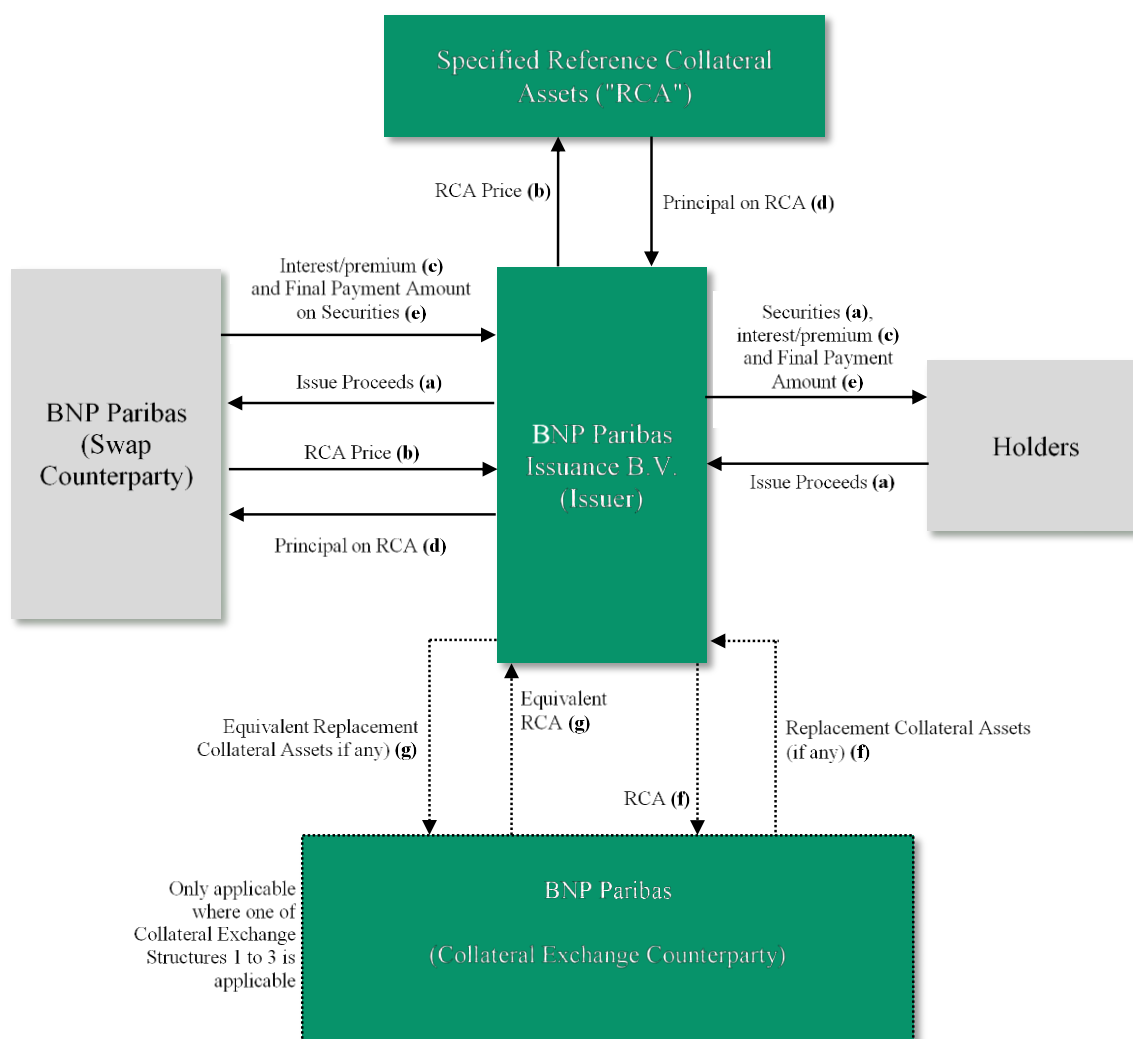 Specified Reference Collateral
Assets ("RCA")
RCA Price (b)
Principal on RCA (d)
Interest/premium (c)
and Final Payment Amount
on Securities (e)
Issue Proceeds (a)
RCA Price (b)
Principal on RCA (d)
BNP Paribas
(Swap
Counterparty)
BNP Paribas
Issuance B.V.
(Issuer)
Securities (a),
interest/premium (c)
and Final Payment
Amount (e)
Issue Proceeds (a)
Holders
Equivalent Replacement
Collateral Assets if any) (g)
Equivalent
RCA (g)
RCA (f)
Replacement Collateral Assets
(if any) (f)
Only applicable
where one of
Collateral Exchange
Structures 1 to 3 is
applicable
BNP Paribas
(Collateral Exchange Counterparty)